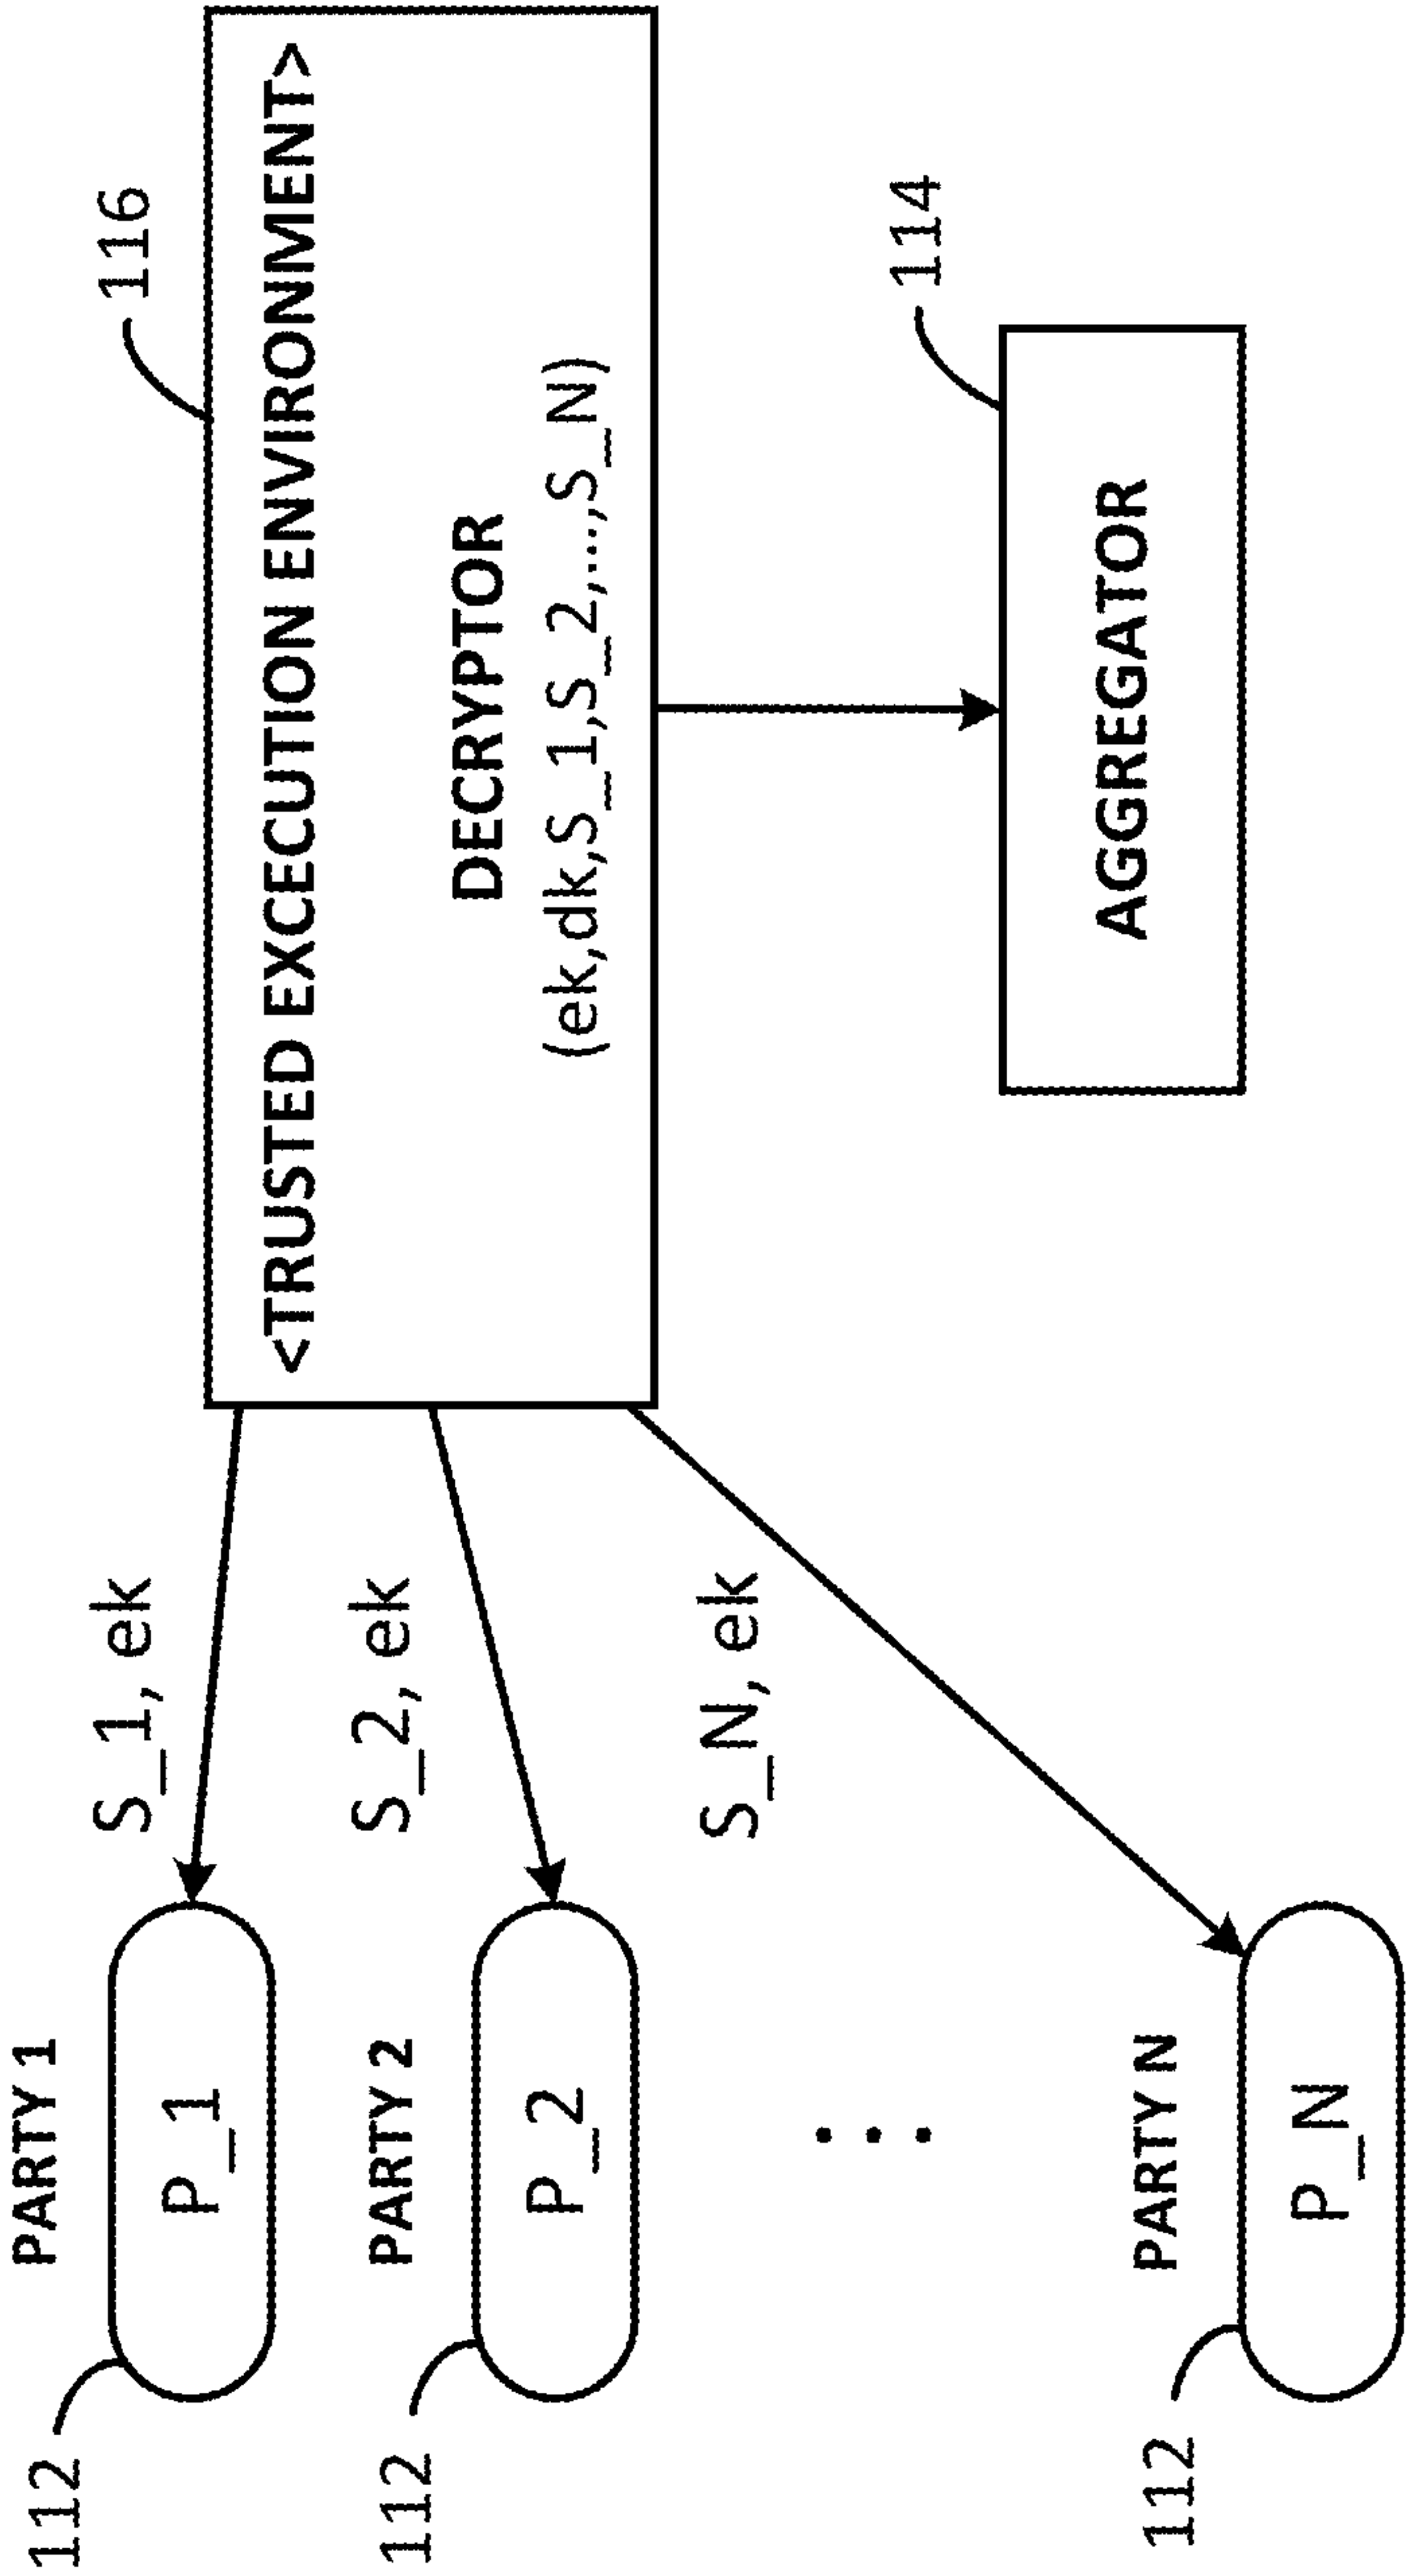 PARTY 1
112
P_1
S_1, ek
116
<TRUSTED EXCECUTION ENVIRONMENT>
PARTY 2
112
P_2
S_2, ek
DECRYPTOR
(ek,dk,S_1,S_2,...,S_N)
S_N, ek
114
AGGREGATOR
PARTY N
112
P_N